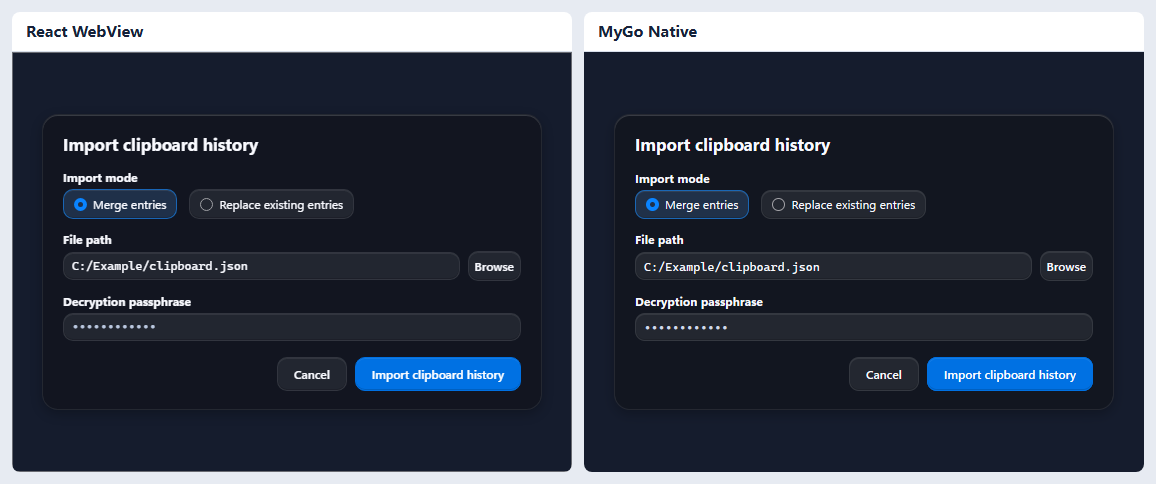 React WebView
Import clipboard history
Import mode
Merge entries
Replace existing entries
File path
C:/Example/clipboard.json
Browse
Decryption passphrase
••••••••••••
Cancel
Import clipboard history
MyGo Native
Import clipboard history
Import mode
Merge entries
Replace existing entries
File path
C:/Example/clipboard.json
Browse
Decryption passphrase
••••••••••••
Cancel
Import clipboard history